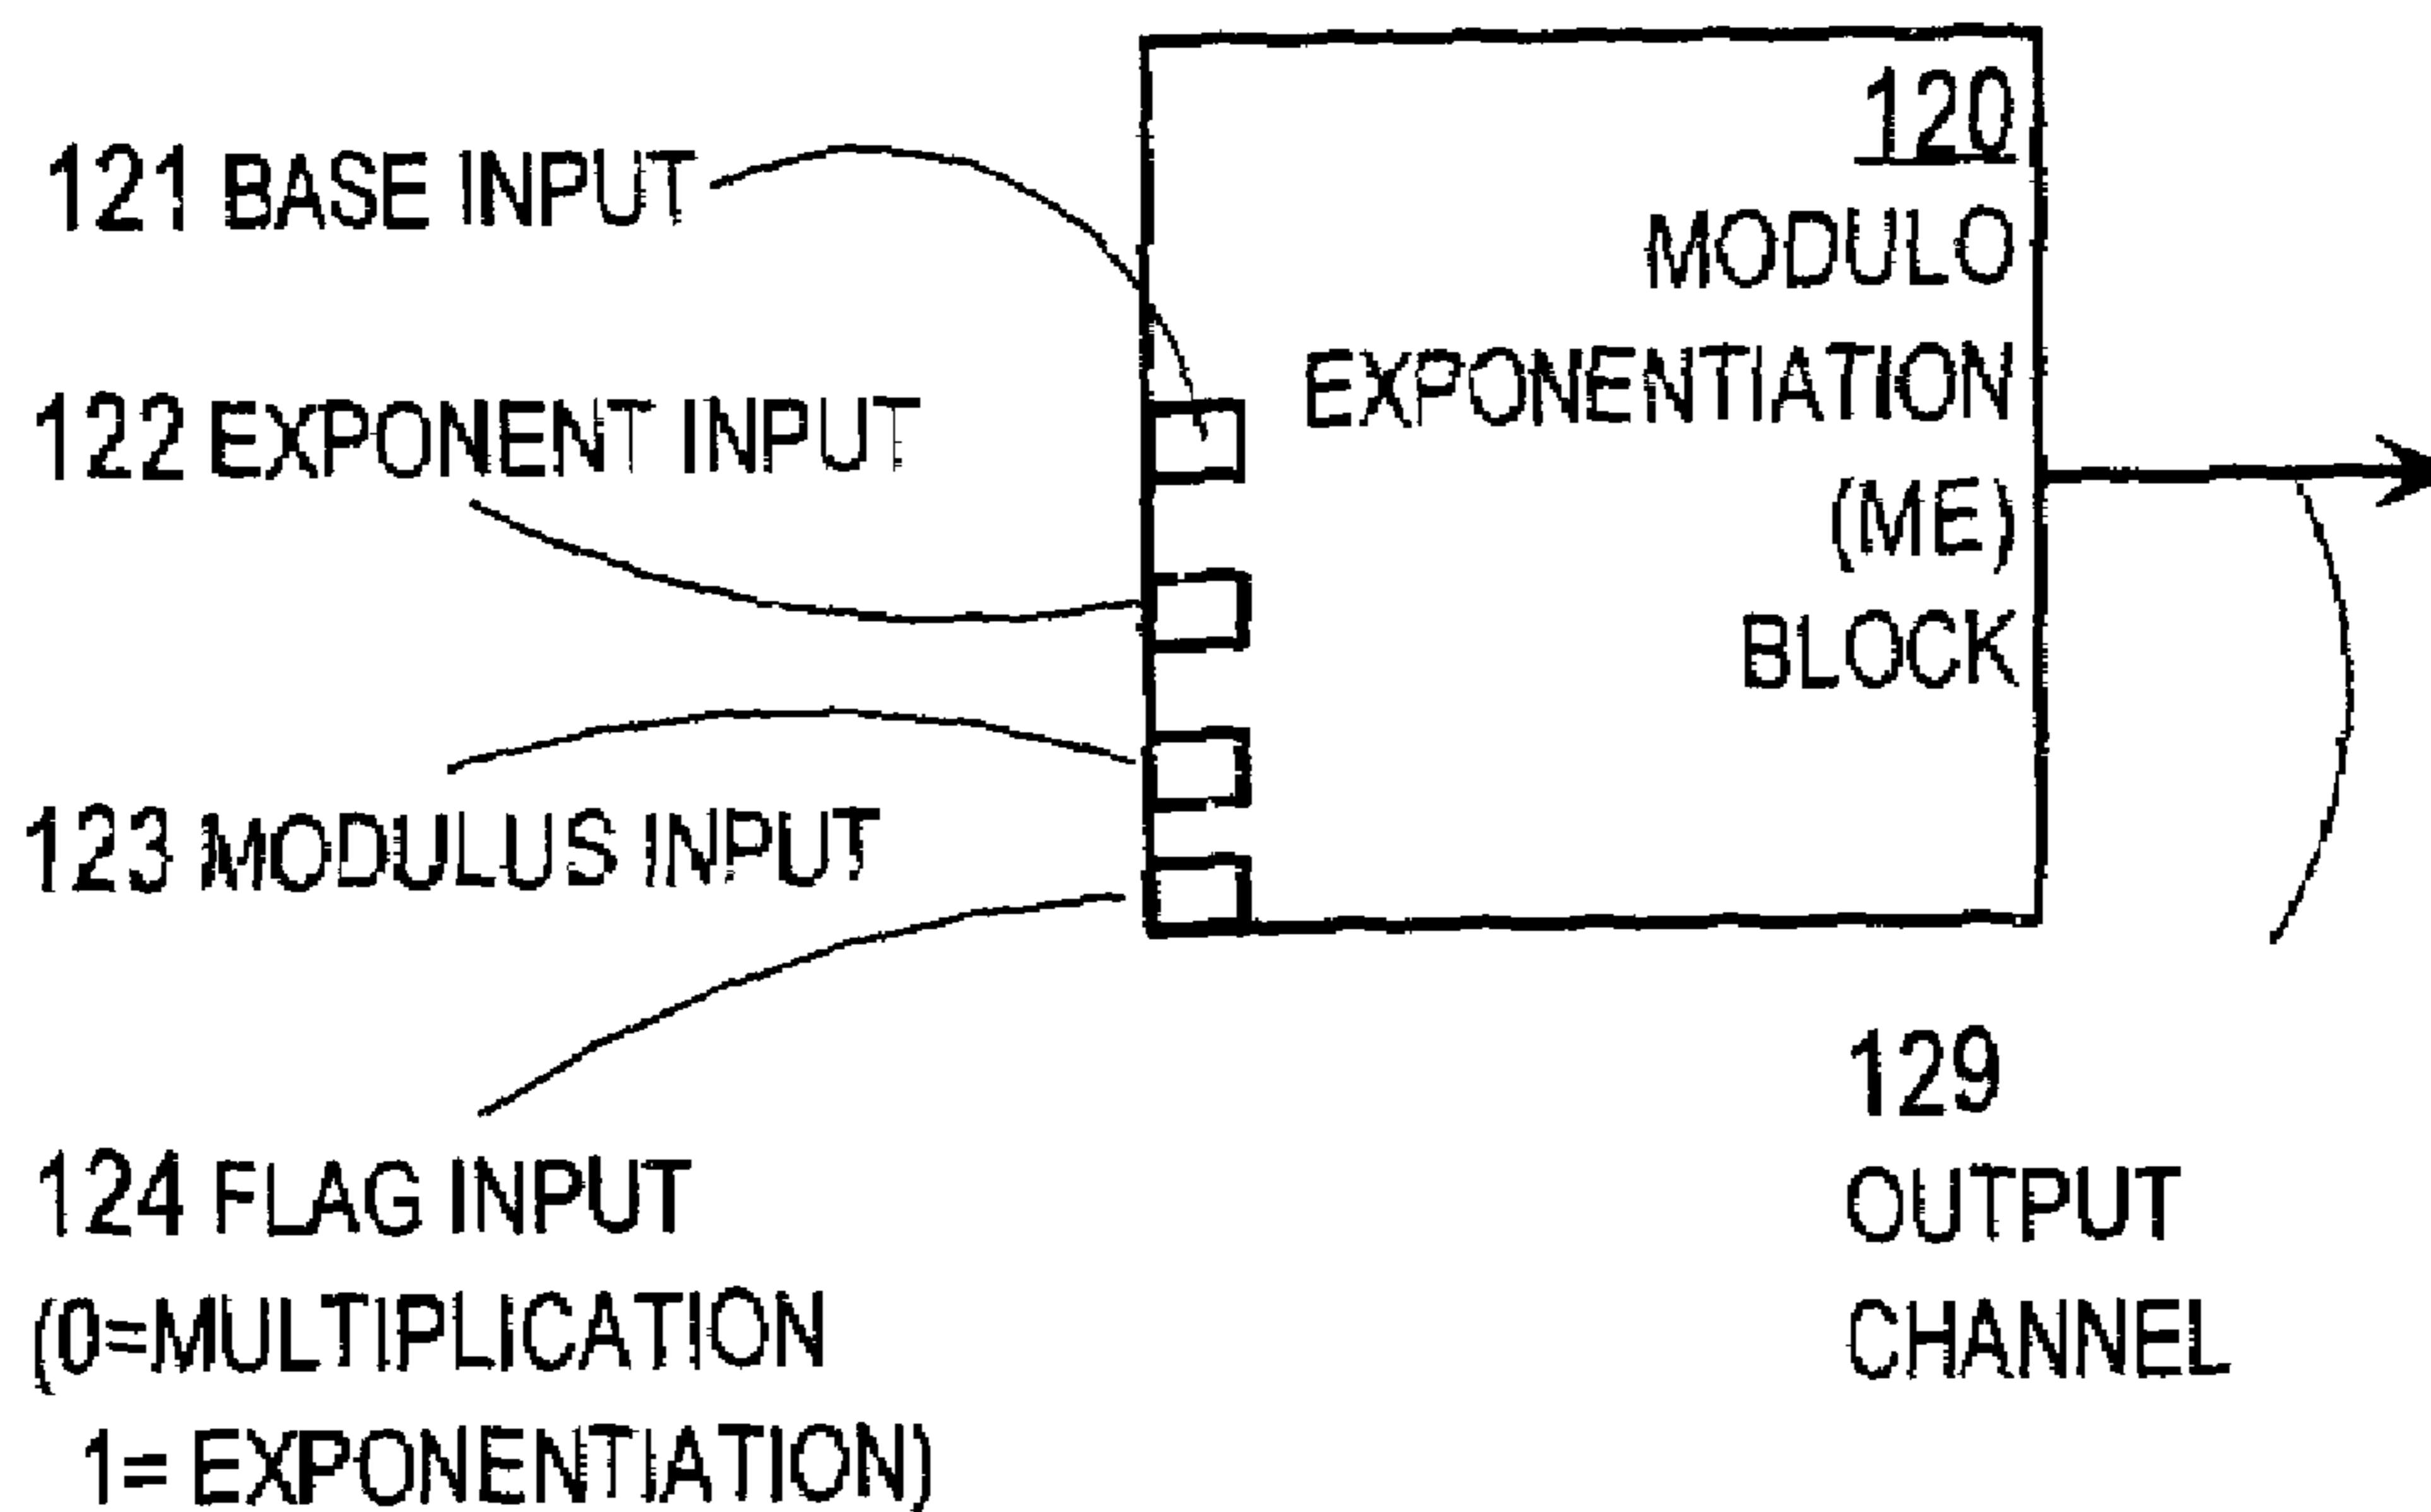 121 BASE INPUT
122 EXPONENT INPUT
123 MODULUS INPUT
124 FLAG INPUT
(0=MULTIPLICATION
1= EXPONENTIATION)
120
MODULO
EXPONENTIATION
(ME)
BLOCK
129
OUTPUT
CHANNEL